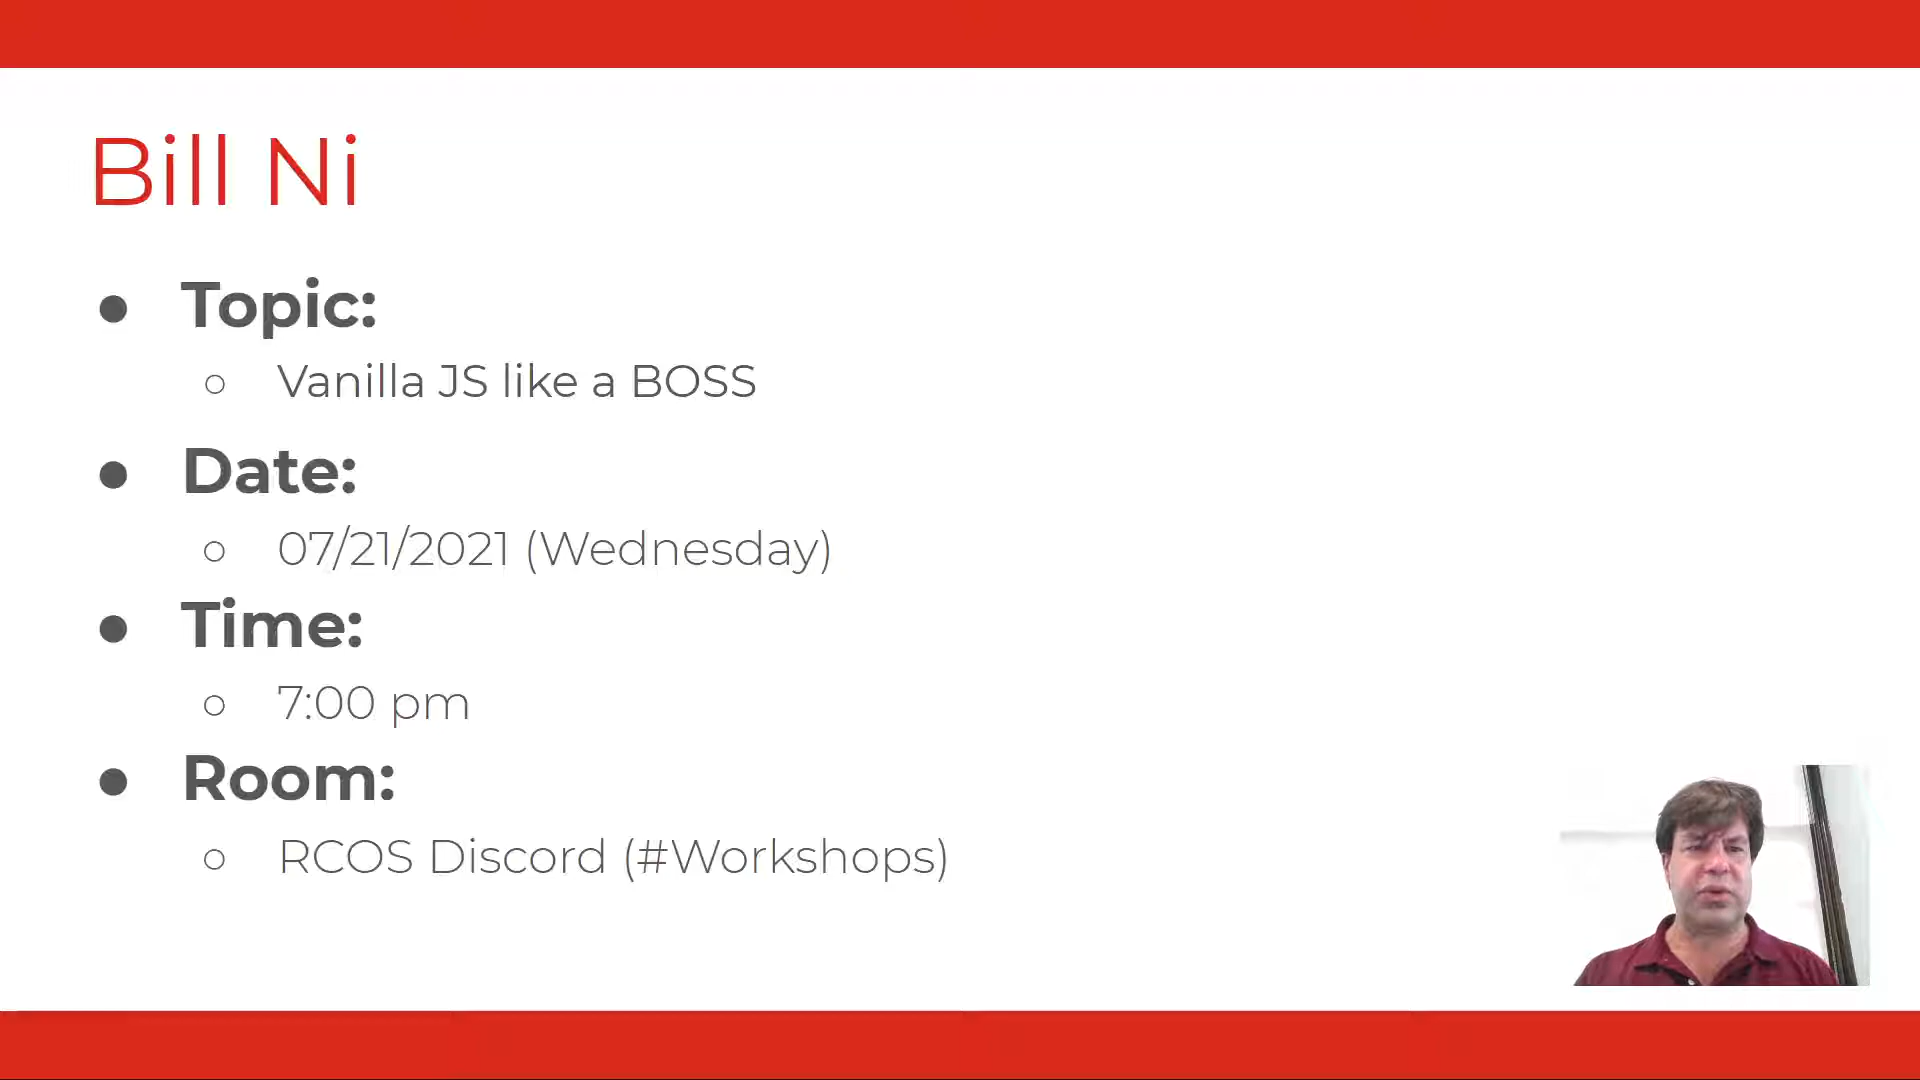 Bill Ni
● Topic:
○ Vanilla JS like a BOSS
● Date:
○ 07/21/2021 (Wednesday)
● Time:
○ 7:00 pm
● Room:
○ RCOS Discord (#Workshops)